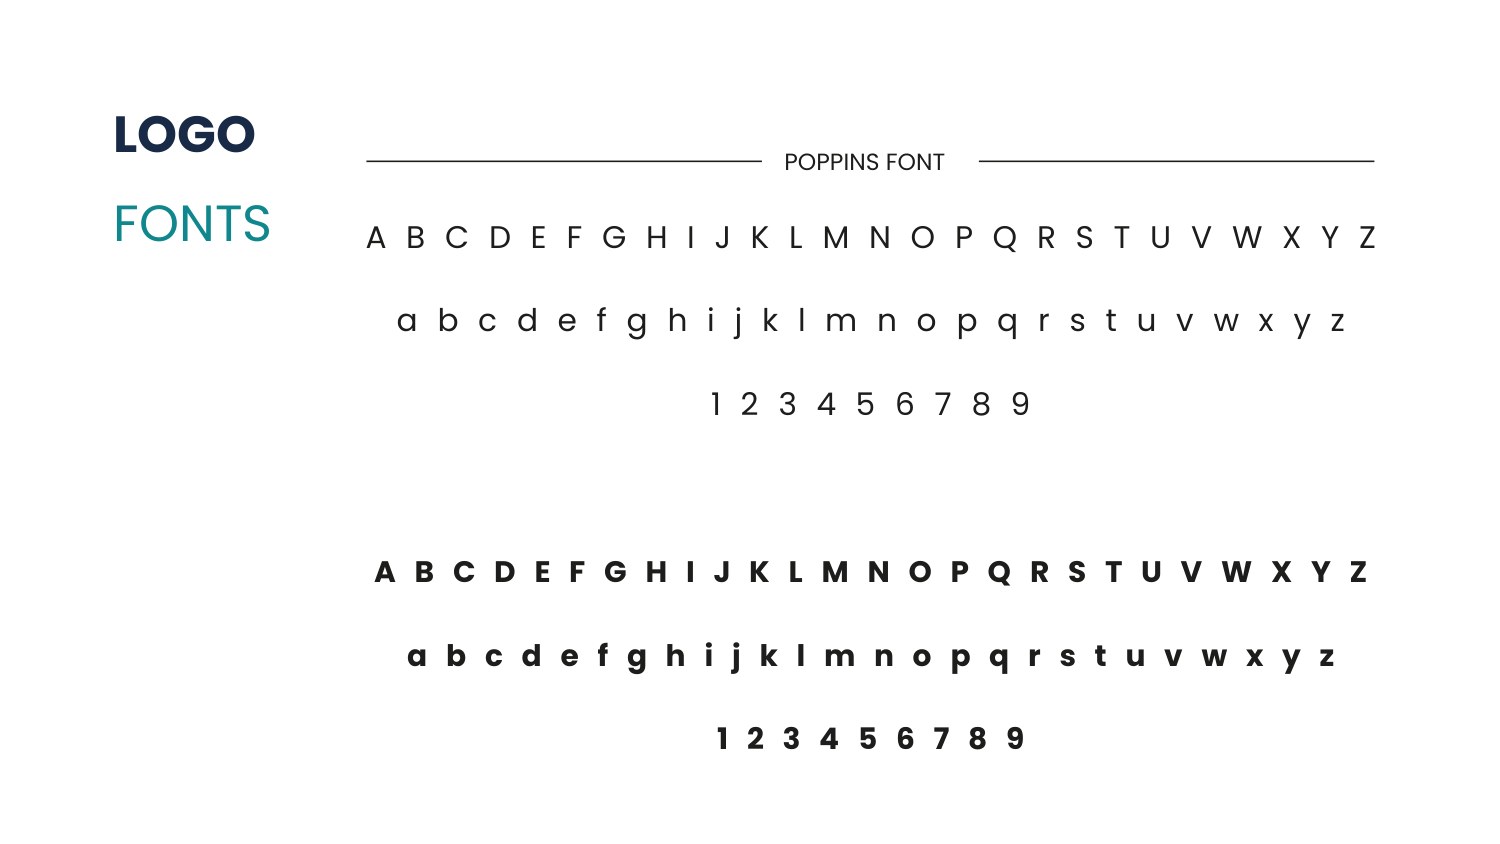 LOGO
FONTS
POPPINS FONT
A B C D E F G H I J K L M N O P Q R S T U V W X Y Z
a b c d e f g h i j k l m n o p q r s t u v w x y z
1 2 3 4 5 6 7 8 9
A B C D E F G H I J K L M N O P Q R S T U V W X Y Z
a b c d e f g h i j k l m n o p q r s t u v w x y z
1 2 3 4 5 6 7 8 9